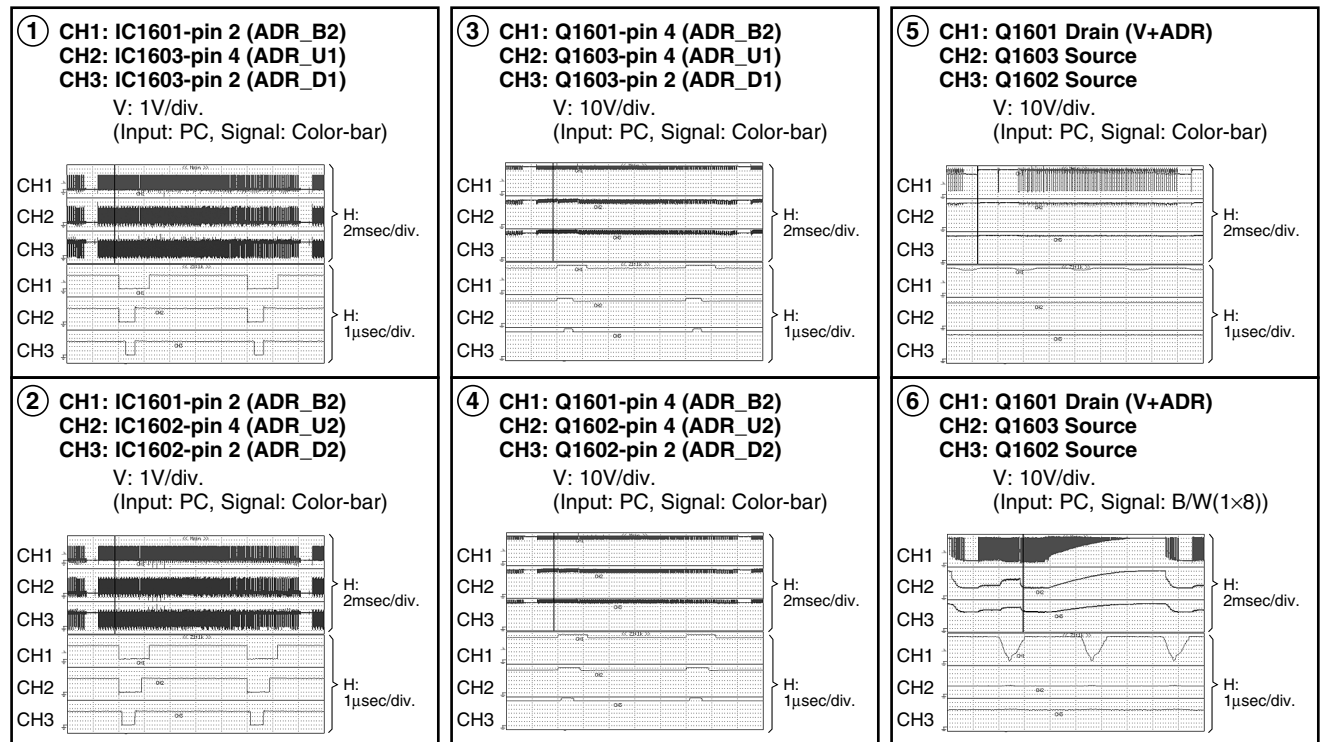 1 CH1: IC1601-pin 2 (ADR_B2)
CH2: IC1603-pin 4 (ADR_U1)
CH3: IC1603-pin 2 (ADR_D1)
V: 1V/div.
(Input: PC, Signal: Color-bar)
CH1
CH2
CH3
H:
2msec/div.
CH1
CH2
CH3
H:
1µsec/div.
2 CH1: IC1601-pin 2 (ADR_B2)
CH2: IC1602-pin 4 (ADR_U2)
CH3: IC1602-pin 2 (ADR_D2)
V: 1V/div.
(Input: PC, Signal: Color-bar)
CH1
CH2
CH3
H:
2msec/div.
CH1
CH2
CH3
H:
1µsec/div.
3 CH1: Q1601-pin 4 (ADR_B2)
CH2: Q1603-pin 4 (ADR_U1)
CH3: Q1603-pin 2 (ADR_D1)
V: 10V/div.
(Input: PC, Signal: Color-bar)
CH1
CH2
CH3
H:
2msec/div.
CH1
CH2
CH3
H:
1µsec/div.
4 CH1: Q1601-pin 4 (ADR_B2)
CH2: Q1602-pin 4 (ADR_U2)
CH3: Q1602-pin 2 (ADR_D2)
V: 10V/div.
(Input: PC, Signal: Color-bar)
CH1
CH2
CH3
H:
2msec/div.
CH1
CH2
CH3
H:
1µsec/div.
5 CH1: Q1601 Drain (V+ADR)
CH2: Q1603 Source
CH3: Q1602 Source
V: 10V/div.
(Input: PC, Signal: Color-bar)
CH1
CH2
CH3
H:
2msec/div.
CH1
CH2
CH3
H:
1µsec/div.
6 CH1: Q1601 Drain (V+ADR)
CH2: Q1603 Source
CH3: Q1602 Source
V: 10V/div.
(Input: PC, Signal: B/W(1×8))
CH1
CH2
CH3
H:
2msec/div.
CH1
CH2
CH3
H:
1µsec/div.